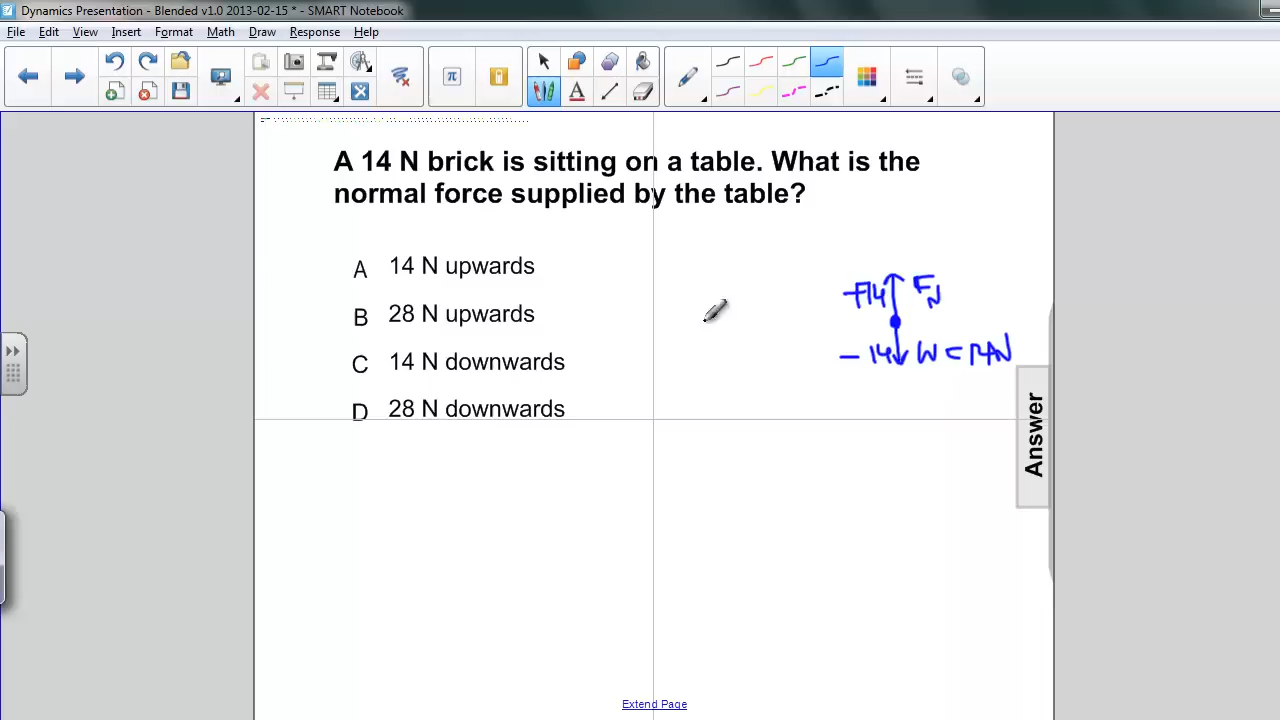 Dynamics Presentation - Blended v1.0 2013-02-15 * - SMART Notebook
File Edit View Insert Format Math Draw Response Help
π
A
A 14 N brick is sitting on a table. What is the
normal force supplied by the table?
A 14 N upwards
B 28 N upwards
C 14 N downwards
D 28 N downwards
+14 F_N
- 14 W = 14N
Answer
Extend Page